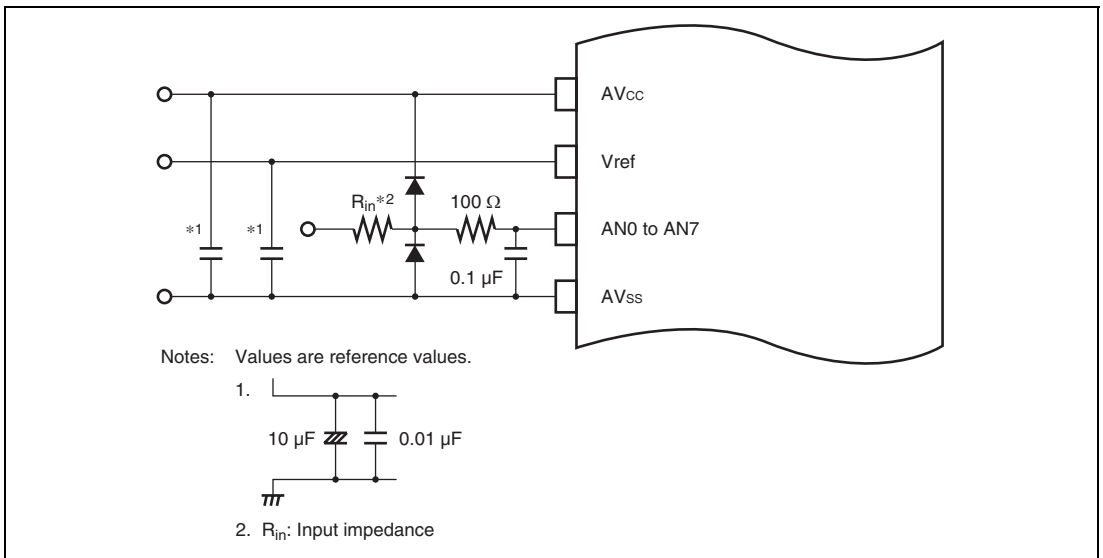 AVCC
Vref
Rin*2
100 Ω
*1
*1
AN0 to AN7
0.1 µF
AVSS
Notes: Values are reference values.
1.
10 µF
0.01 µF
2. Rin: Input impedance